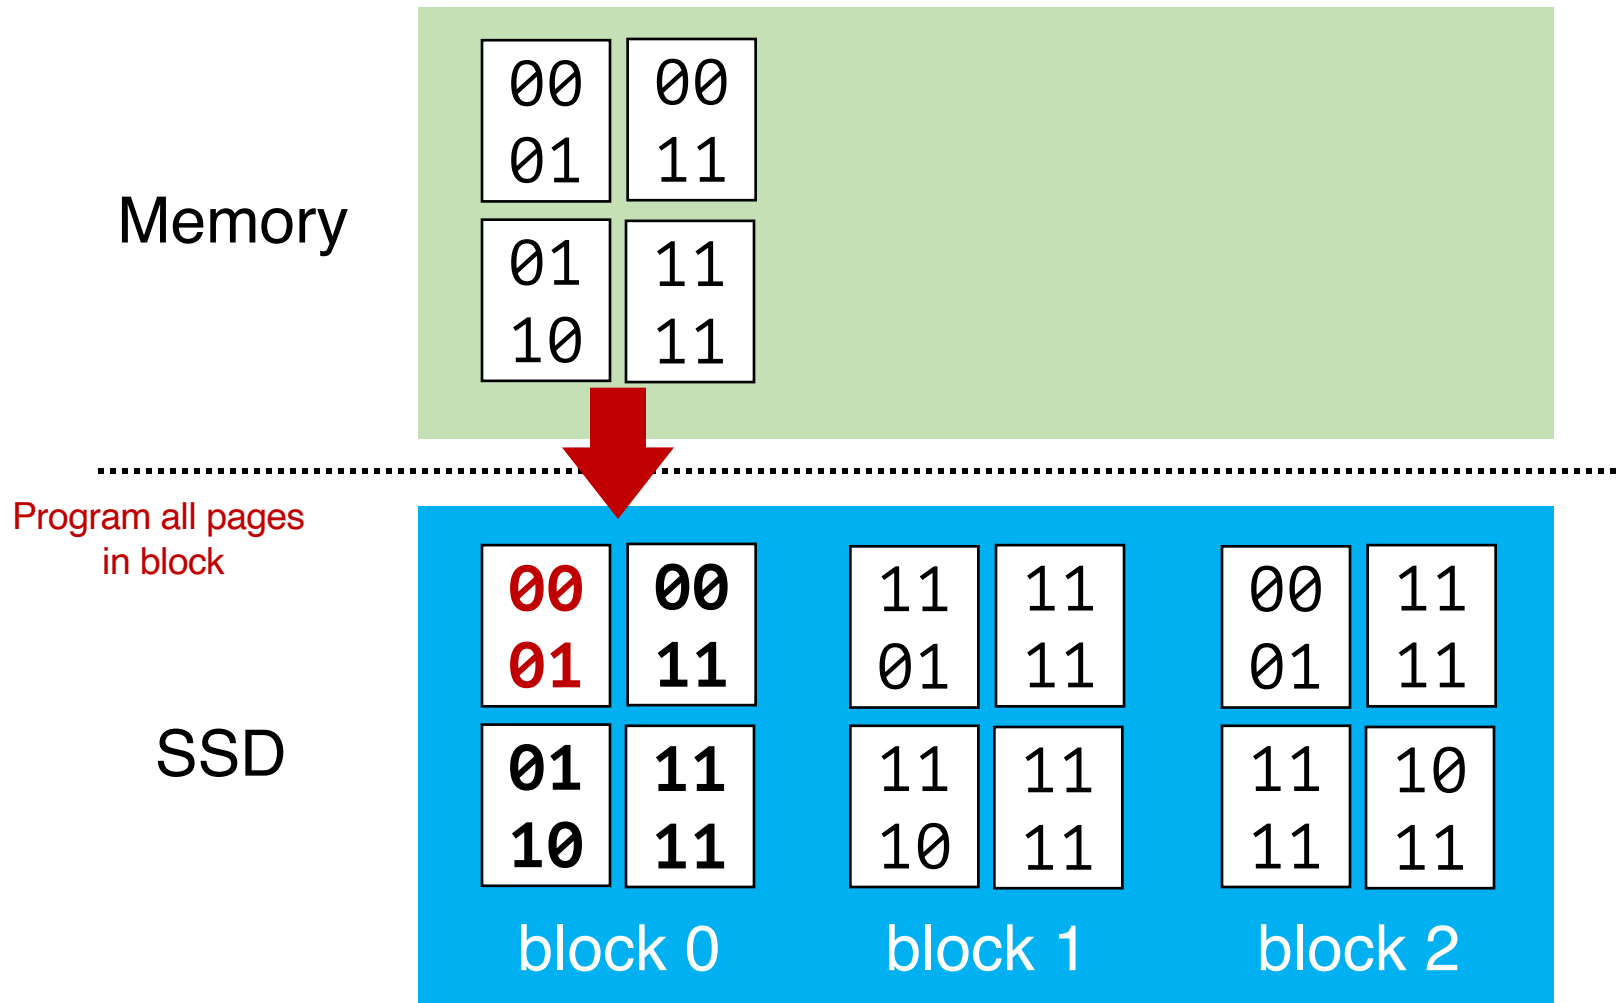 Memory
00 00
01 11
01 11
10 11
Program all pages
in block
SSD
00 00 11 11 00 11
01 11 01 11 01 11
01 11 11 11 11 10
10 11 10 11 11 11
block 0 block 1 block 2